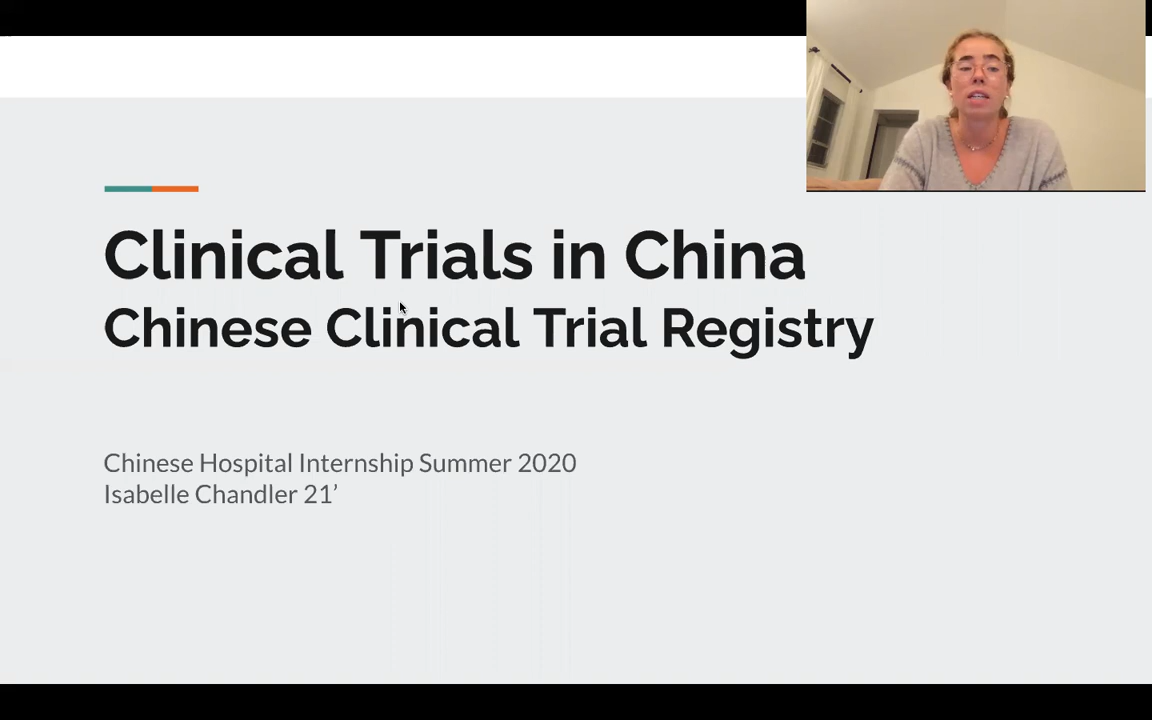 Clinical Trials in China
Chinese Clinical Trial Registry
Chinese Hospital Internship Summer 2020
Isabelle Chandler 21’